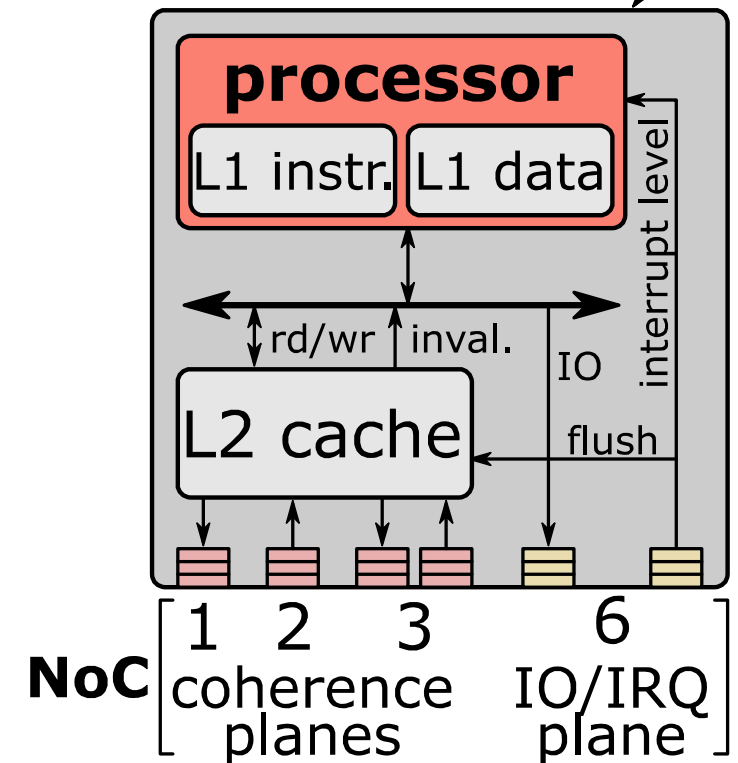 processor
L1 instr.
L1 data
interrupt level
rd/wr
inval.
IO
L2 cache
flush
1 2 3 6
NoC
coherence
planes
IO/IRQ
plane